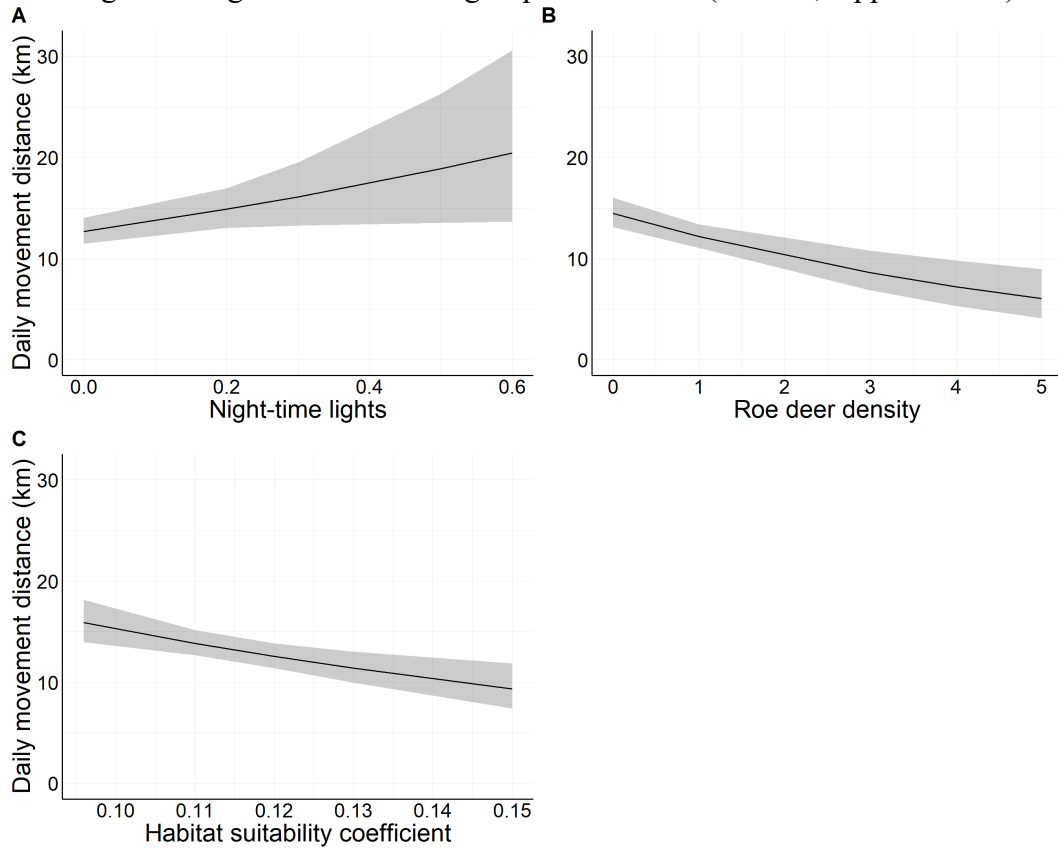 A
B
Daily movement distance (km)
30
20
10
0
0.0 0.2 0.4 0.6
Night-time lights
30
20
10
0
0 1 2 3 4 5
Roe deer density
C
Daily movement distance (km)
30
20
10
0
0.10 0.11 0.12 0.13 0.14 0.15
Habitat suitability coefficient